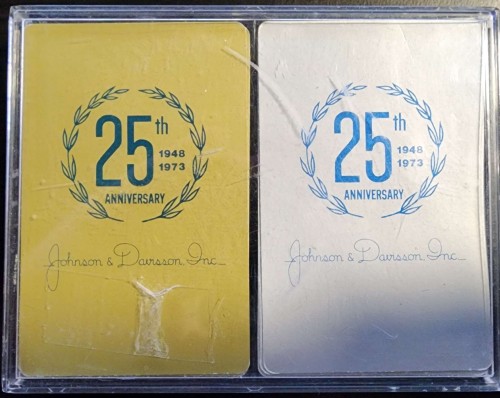 25th
1948
1973
ANNIVERSARY
Johnson & Davisson Inc.
25th
1948
1973
ANNIVERSARY
Johnson & Davisson Inc.